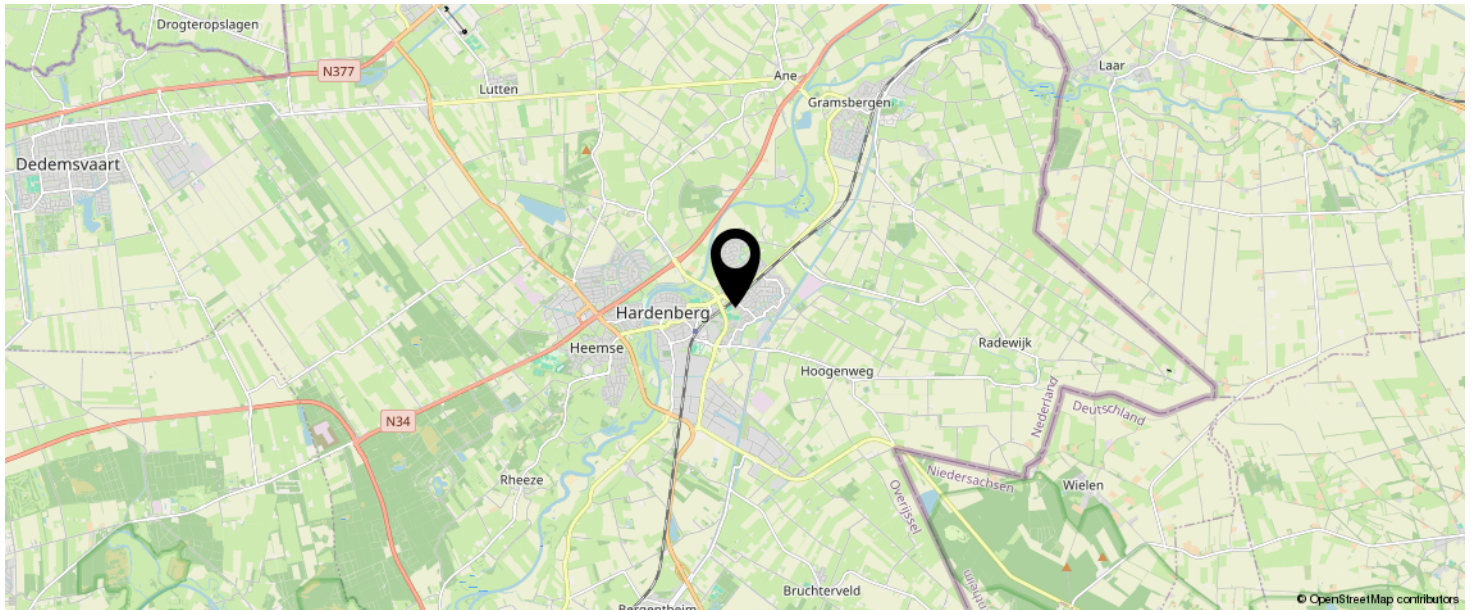 Drogteropslagen
N377
Lutten
Ane
Laar
Gramsbergen
Dedemsvaart
Hardenberg
Heemse
Radewijk
Hoogenweg
Nederland
Deutschland
N34
Rheeze
Niedersachsen
Wielen
Overijssel
Bruchterveld
Bergentheim
© OpenStreetMap contributors